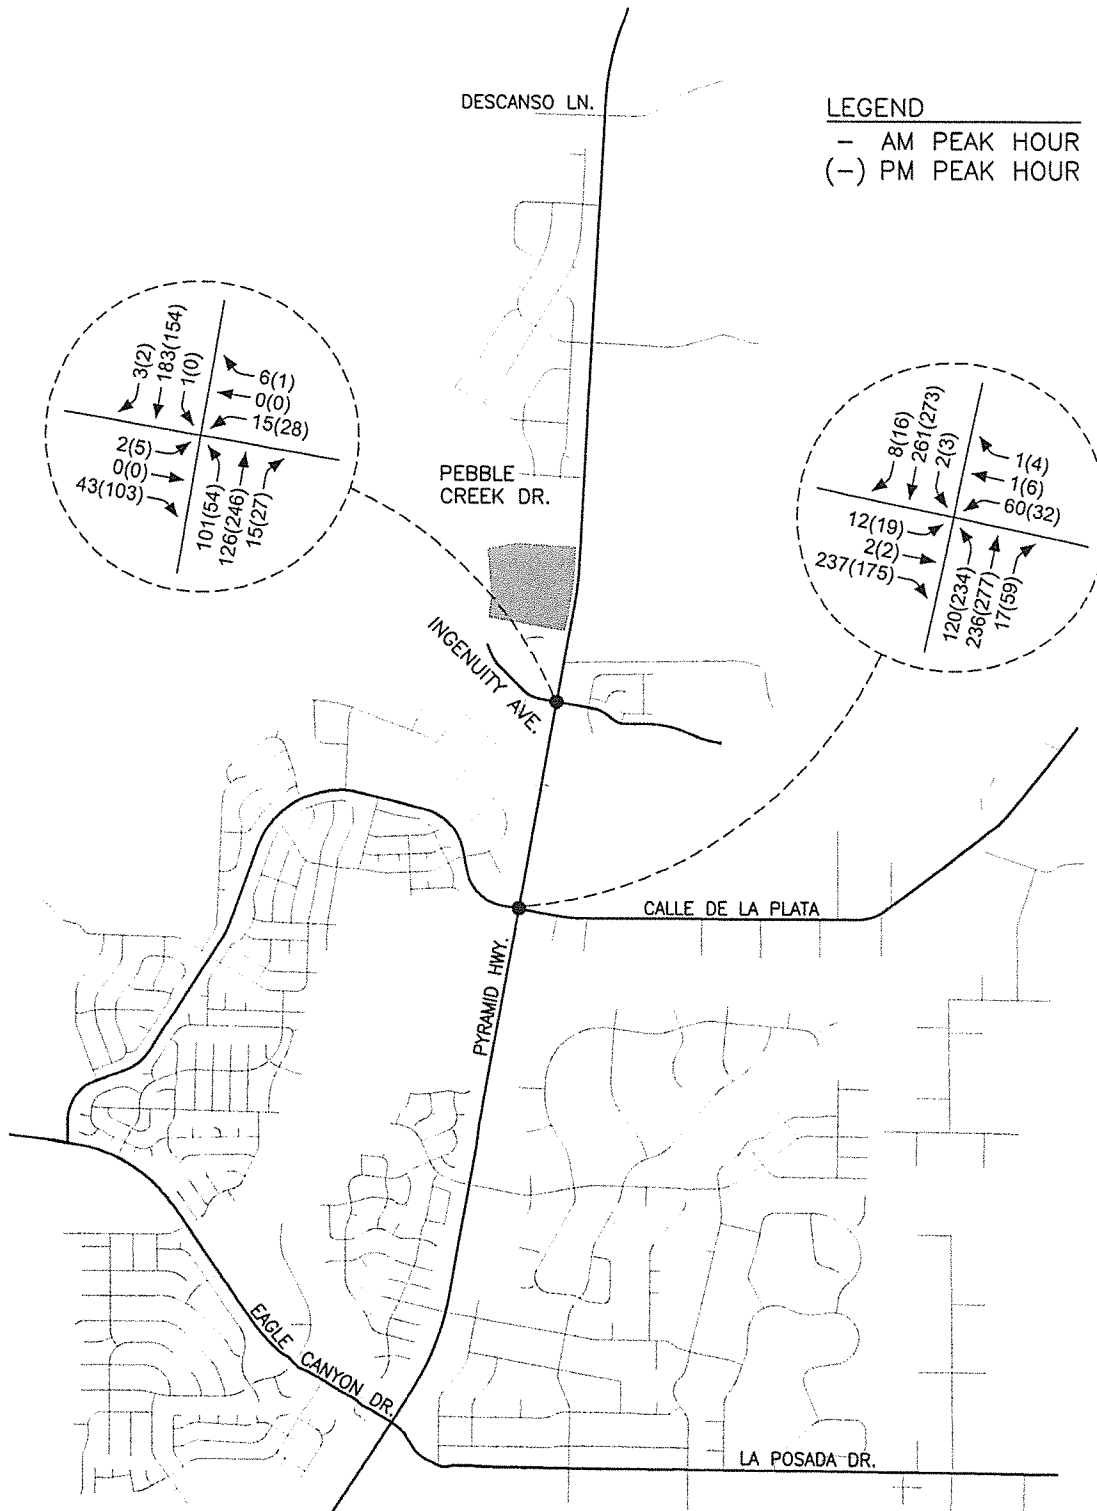 DESCANSO LN.
LEGEND
- AM PEAK HOUR
(-) PM PEAK HOUR
3(2)
183(154)
1(0)
6(1)
0(0)
15(28)
2(5)
0(0)
43(103)
101(54)
126(246)
15(27)
8(16)
261(273)
2(3)
1(4)
1(6)
60(32)
12(19)
2(2)
237(175)
120(234)
236(277)
17(59)
PEBBLE
CREEK DR.
INGENUITY AVE.
CALLE DE LA PLATA
PYRAMID HWY.
EAGLE CANYON DR.
LA POSADA DR.